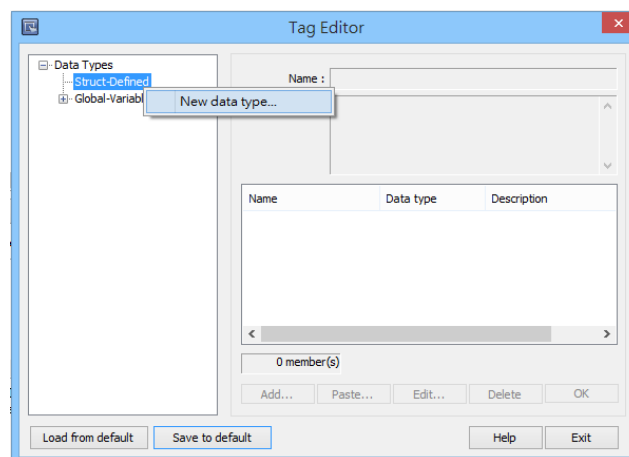 Tag Editor
Data Types
Struct-Defined
Global-Variabl
New data type...
Name :
Name Data type Description
0 member(s)
Add... Paste... Edit... Delete OK
Load from default Save to default Help Exit